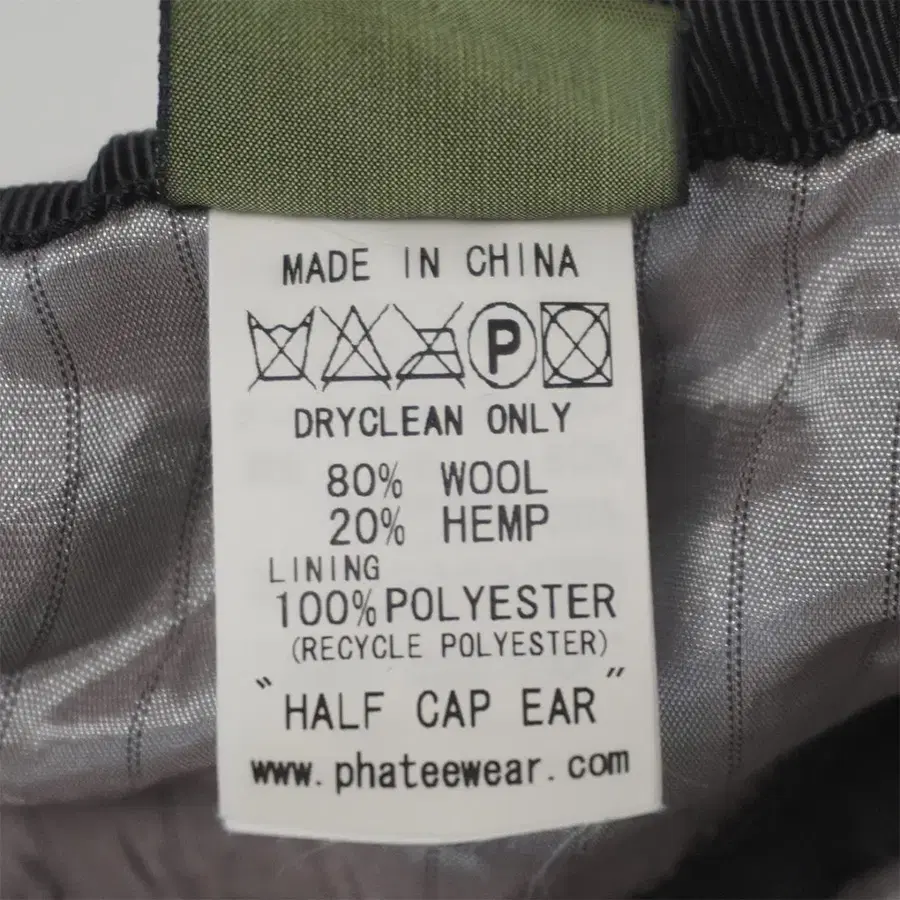 MADE IN CHINA
P
DRYCLEAN ONLY
80% WOOL
20% HEMP
LINING
100% POLYESTER
(RECYCLE POLYESTER)
"HALF CAP EAR"
www.phateewear.com